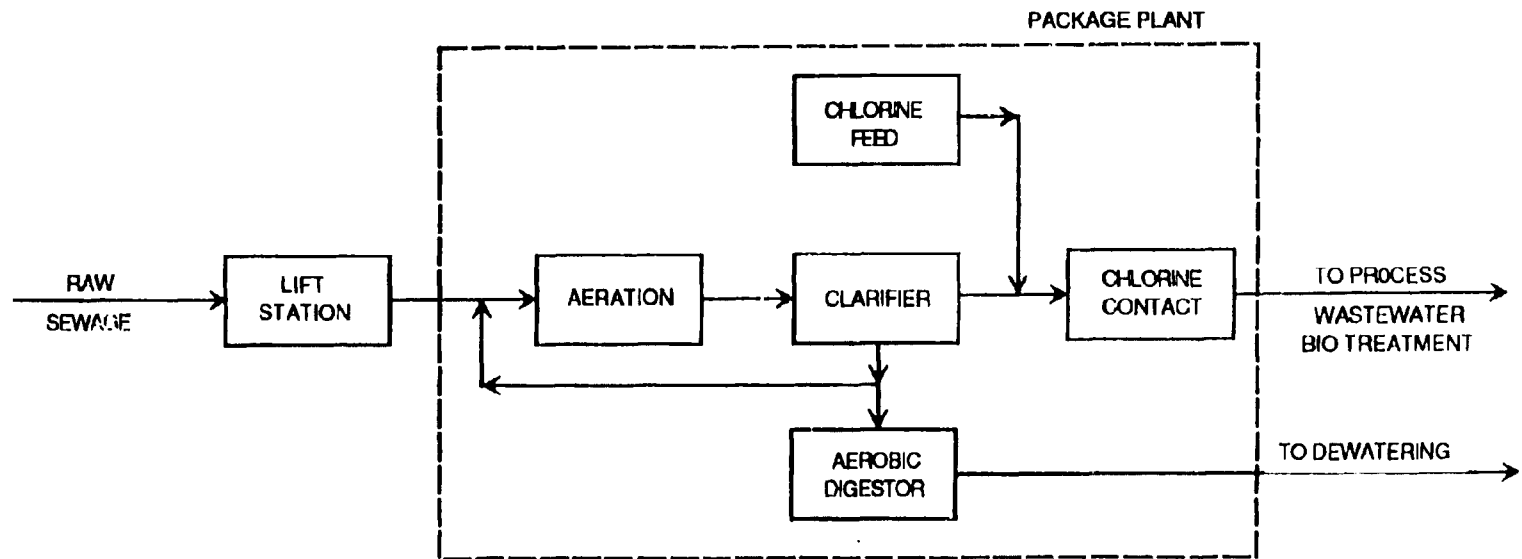 PACKAGE PLANT
CHLORINE
FEED
RAW
SEWAGE
LIFT
STATION
AERATION
CLARIFIER
CHLORINE
CONTACT
TO PROCESS
WASTEWATER
BIO TREATMENT
AEROBIC
DIGESTOR
TO DEWATERING